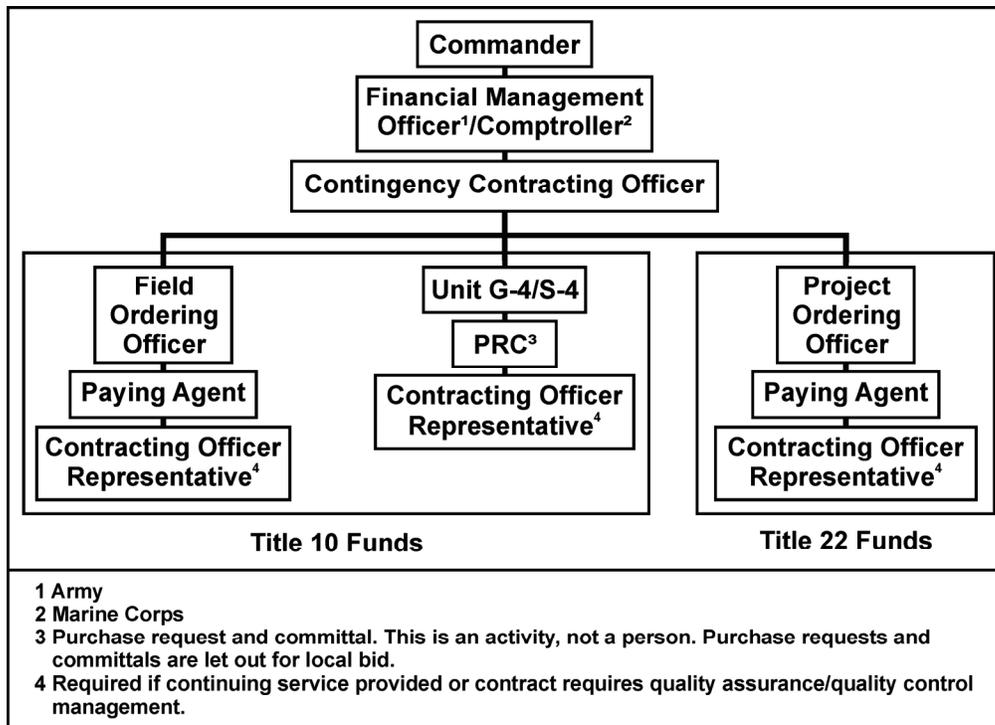 Commander
Financial Management
Officer¹/Comptroller²
Contingency Contracting Officer
Field
Ordering
Officer
Paying Agent
Contracting Officer
Representative⁴
Unit G-4/S-4
PRC³
Contracting Officer
Representative⁴
Project
Ordering
Officer
Paying Agent
Contracting Officer
Representative⁴
Title 10 Funds
Title 22 Funds
1 Army
2 Marine Corps
3 Purchase request and committal. This is an activity, not a person. Purchase requests and
committals are let out for local bid.
4 Required if continuing service provided or contract requires quality assurance/quality control
management.